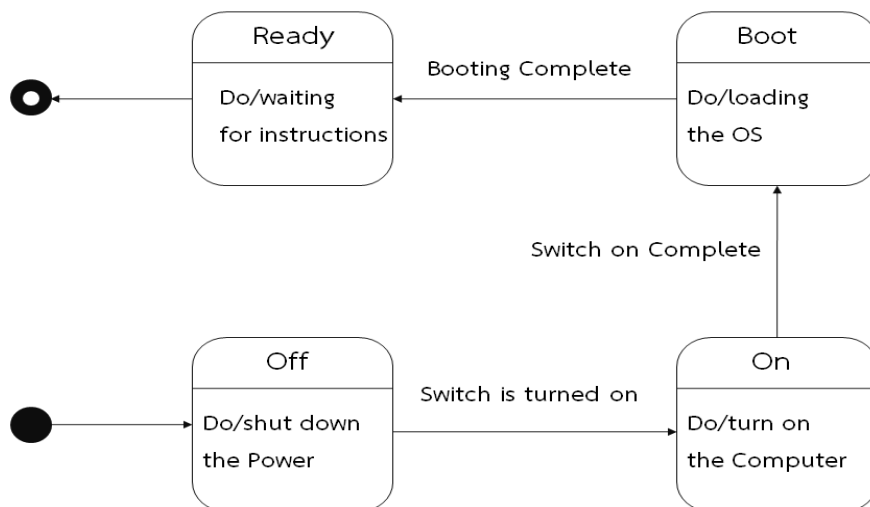 Ready
Do/waiting
for instructions
Booting Complete
Boot
Do/loading
the OS
Switch on Complete
Off
Do/shut down
the Power
Switch is turned on
On
Do/turn on
the Computer